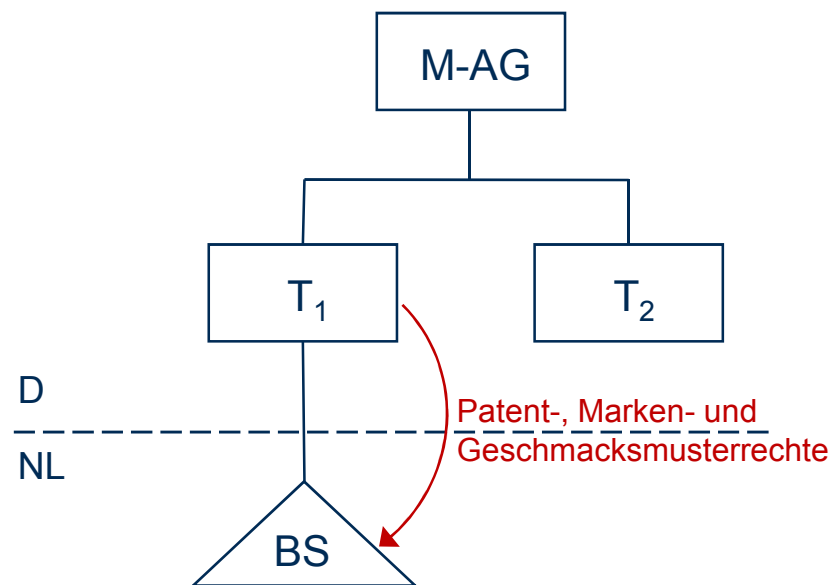 M-AG
T₁
T₂
D
Patent-, Marken- und
Geschmacksmusterrechte
NL
BS